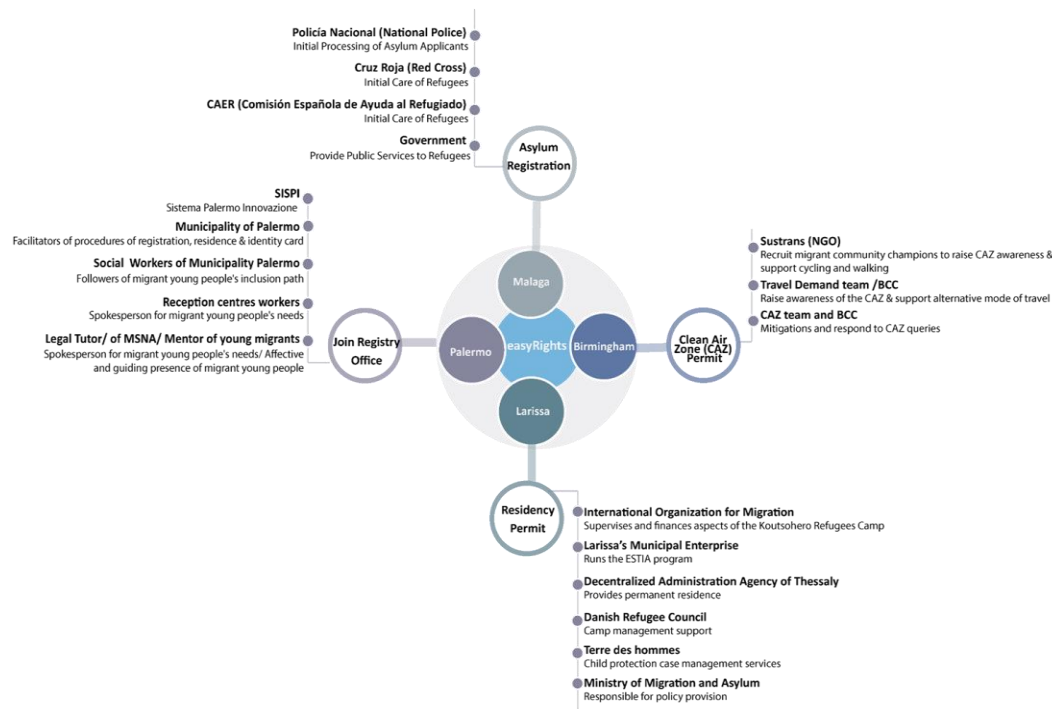 Policía Nacional (National Police)
Initial Processing of Asylum Applicants
Cruz Roja (Red Cross)
Initial Care of Refugees
CAER (Comisión Española de Ayuda al Refugiado)
Initial Care of Refugees
Government
Provide Public Services to Refugees
Asylum
Registration
SISPI
Sistema Palermo Innovazione
Municipality of Palermo
Facilitators of procedures of registration, residence & identity card
Social Workers of Municipality Palermo
Followers of migrant young people's inclusion path
Reception centres workers
Spokesperson for migrant young people's needs
Legal Tutor/ of MSNA/ Mentor of young migrants
Spokesperson for migrant young people's needs/ Affective
and guiding presence of migrant young people
Join Registry
Office
Malaga
Palermo
easyRights
Birmingham
Larissa
Clean Air
Zone (CAZ)
Permit
Sustrans (NGO)
Recruit migrant community champions to raise CAZ awareness &
support cycling and walking
Travel Demand team /BCC
Raise awareness of the CAZ & support alternative mode of travel
CAZ team and BCC
Mitigations and respond to CAZ queries
Residency
Permit
International Organization for Migration
Supervises and finances aspects of the Koutsohero Refugees Camp
Larissa's Municipal Enterprise
Runs the ESTIA program
Decentralized Administration Agency of Thessaly
Provides permanent residence
Danish Refugee Council
Camp management support
Terre des hommes
Child protection case management services
Ministry of Migration and Asylum
Responsible for policy provision